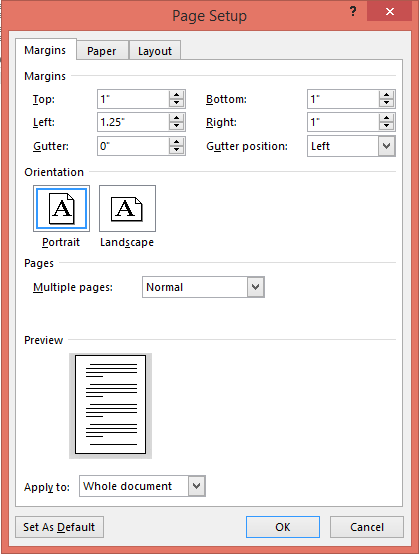 Page Setup ?
Margins Paper Layout
Margins
Top: 1" Bottom: 1"
Left: 1.25" Right: 1"
Gutter: 0" Gutter position: Left
Orientation
A A
Portrait Landscape
Pages
Multiple pages: Normal
Preview
Apply to: Whole document
Set As Default OK Cancel